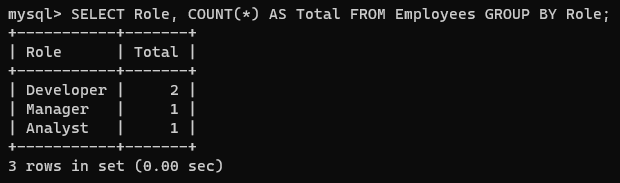 mysql> SELECT Role, COUNT(*) AS Total FROM Employees GROUP BY Role;
+-----------+-------+
| Role      | Total |
+-----------+-------+
| Developer |     2 |
| Manager   |     1 |
| Analyst   |     1 |
+-----------+-------+
3 rows in set (0.00 sec)